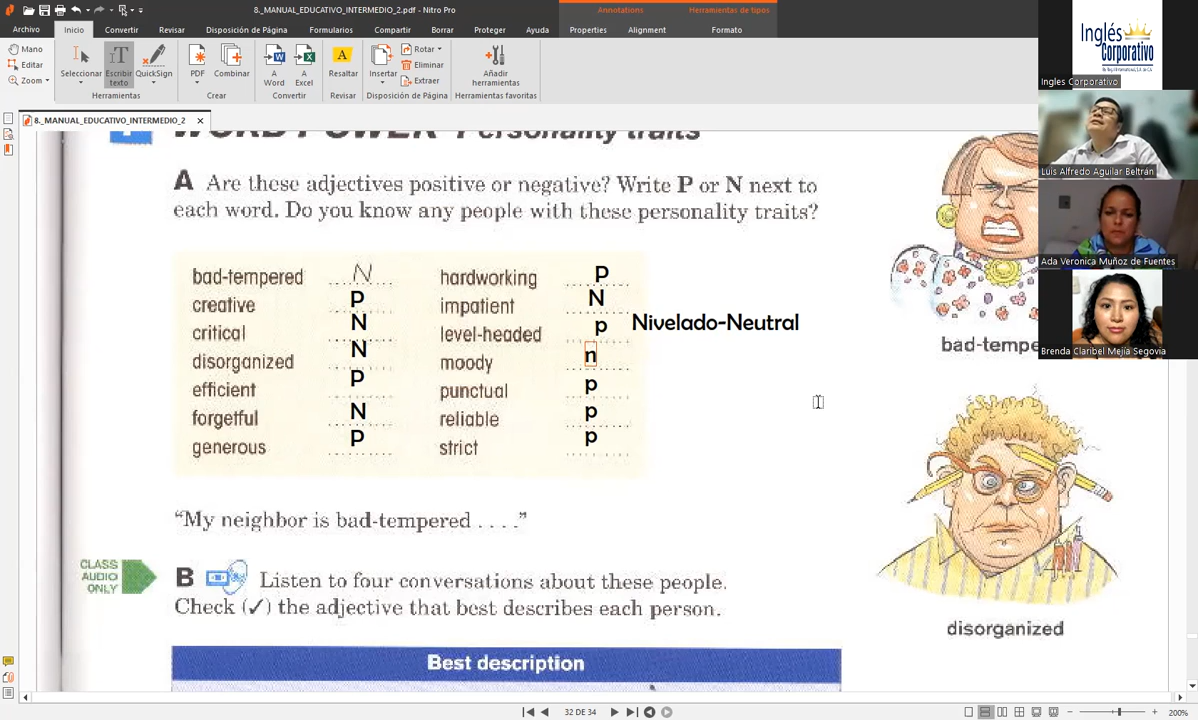 8._MANUAL_EDUCATIVO_INTERMEDIO_2.pdf - Nitro Pro
Annotations
Herramientas de tipos
Archivo
Inicio
Convertir
Revisar
Disposición de Página
Formularios
Compartir
Borrar
Proteger
Ayuda
Properties
Alignment
Formato
Mano
Editar
Zoom
Seleccionar
Escribir texto
QuickSign
Herramientas
PDF
Combinar
Crear
A Word
A Excel
Convertir
Resaltar
Revisar
Insertar
Rotar
Eliminar
Extraer
Disposición de Página
Añadir herramientas
Herramientas favoritas
8._MANUAL_EDUCATIVO_INTERMEDIO_2
WORD POWER Personality traits
A Are these adjectives positive or negative? Write P or N next to
each word. Do you know any people with these personality traits?
bad-tempered N
creative P
critical N
disorganized N
efficient P
forgetful N
generous P
hardworking P
impatient N
level-headed p Nivelado-Neutral
moody n
punctual p
reliable p
strict p
"My neighbor is bad-tempered . . . ."
CLASS
AUDIO
ONLY
B Listen to four conversations about these people.
Check (✓) the adjective that best describes each person.
Best description
bad-tempe
disorganized
Inglés
Corporativo
Ingles Corporativo
Luis Alfredo Aguilar Beltrán
Ada Veronica Muñoz de Fuentes
Brenda Claribel Mejía Segovia
32 DE 34
200%